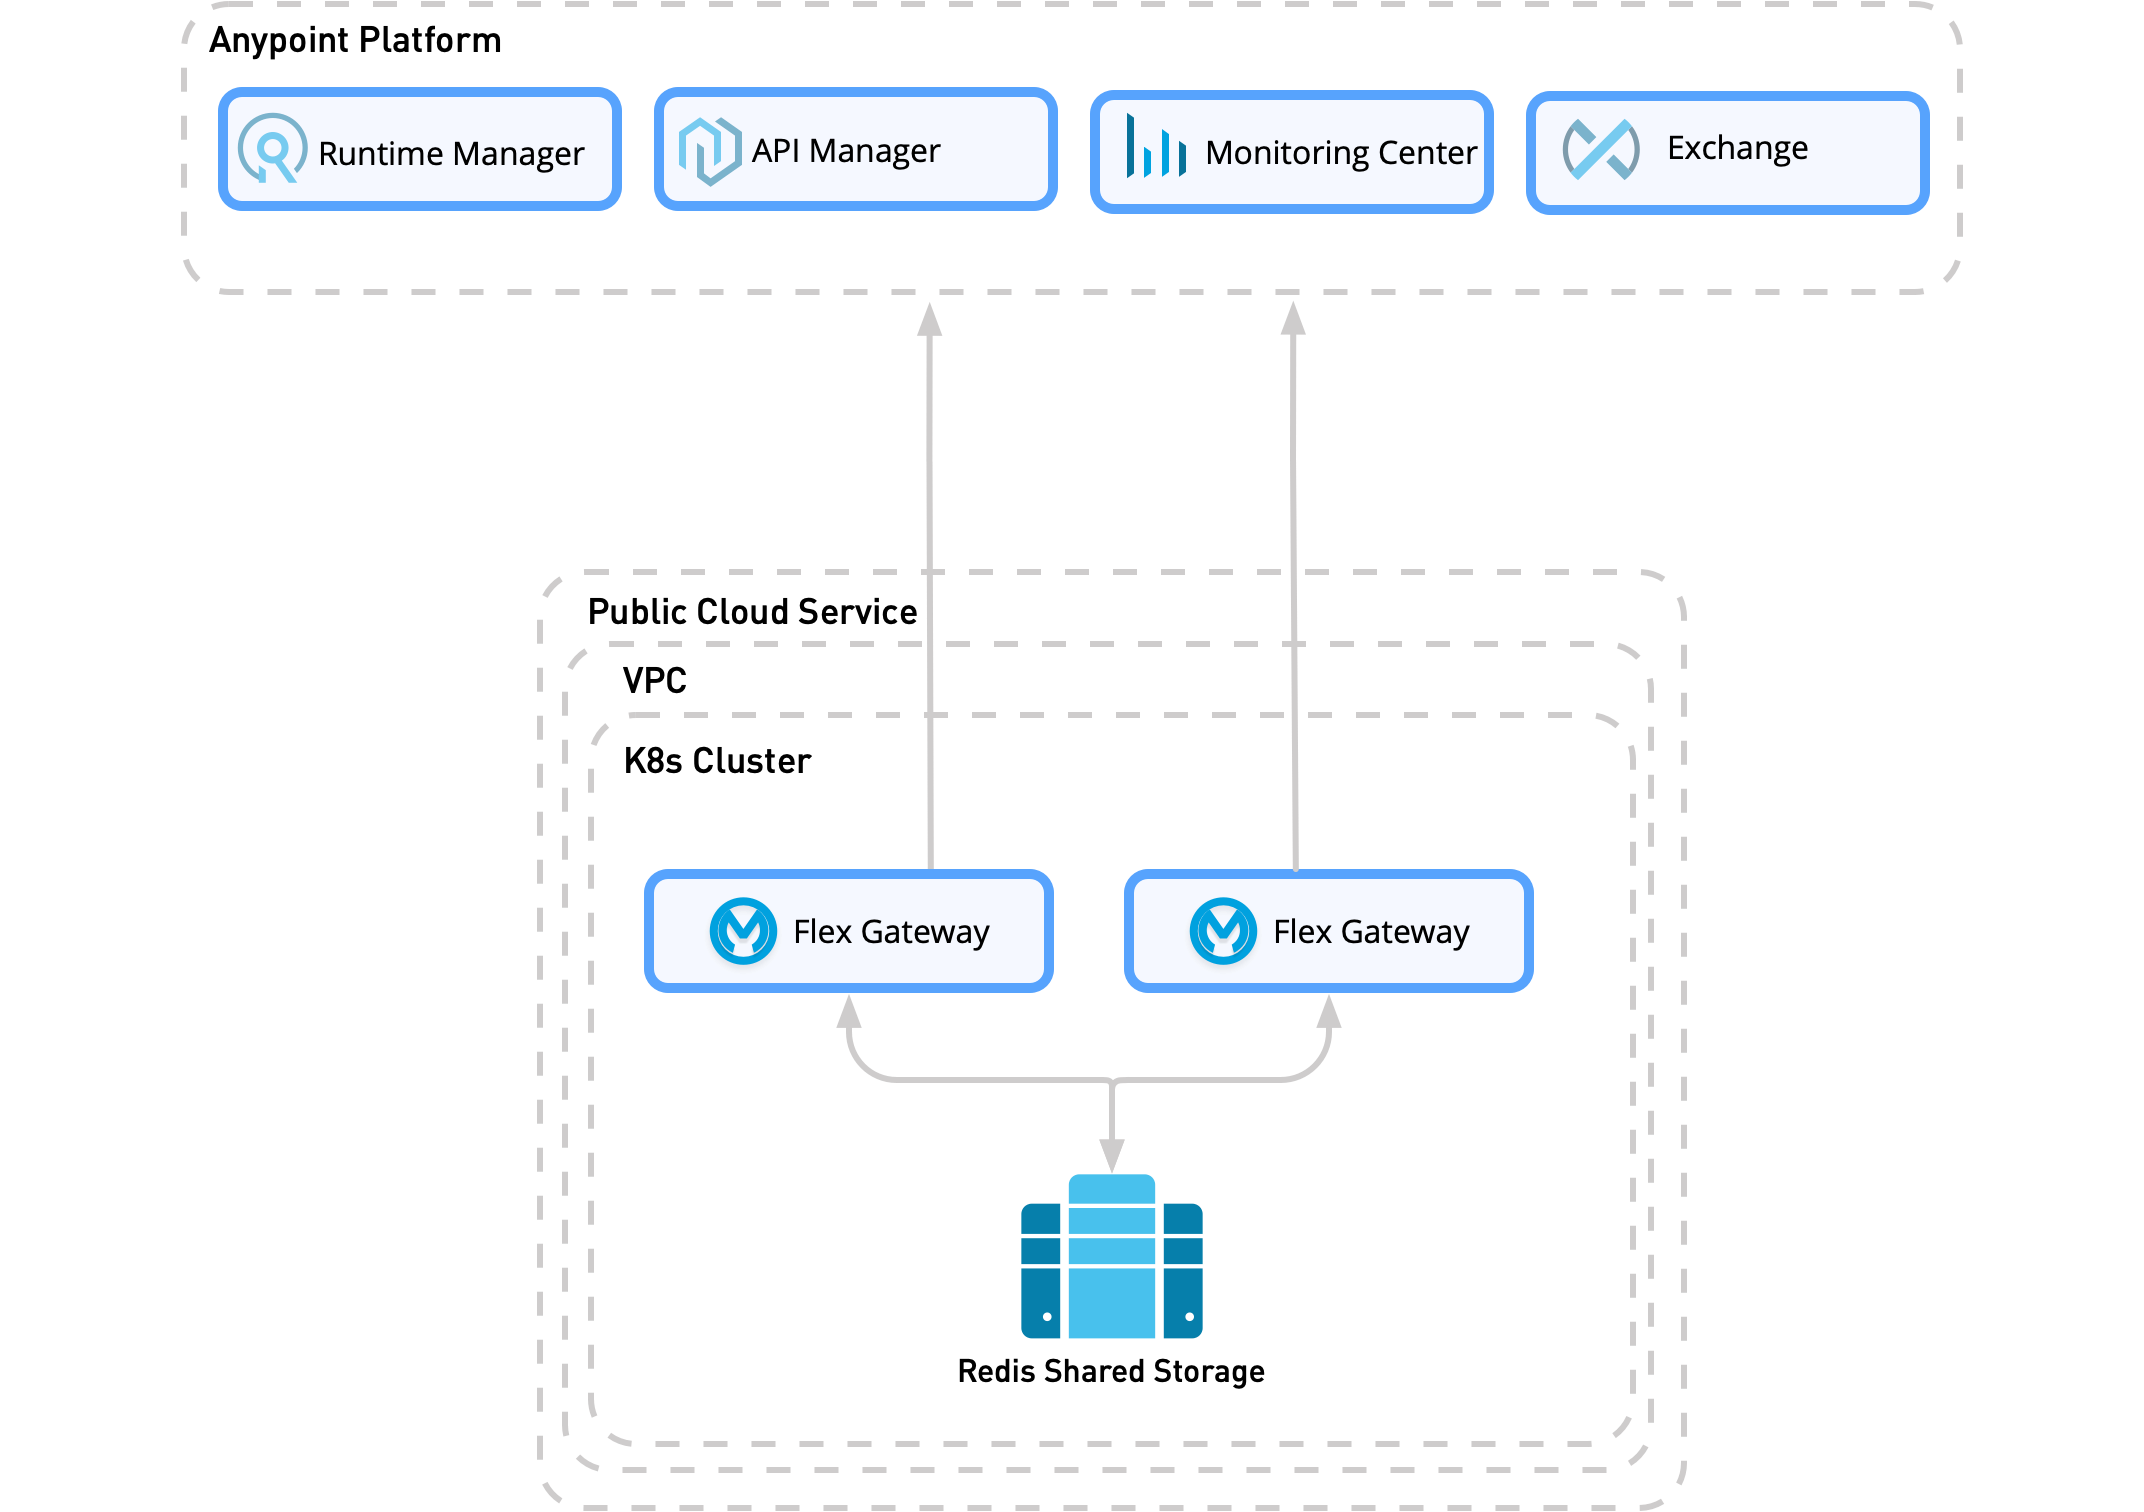 Anypoint Platform
Runtime Manager
API Manager
Monitoring Center
Exchange
Public Cloud Service
VPC
K8s Cluster
Flex Gateway
Flex Gateway
Redis Shared Storage